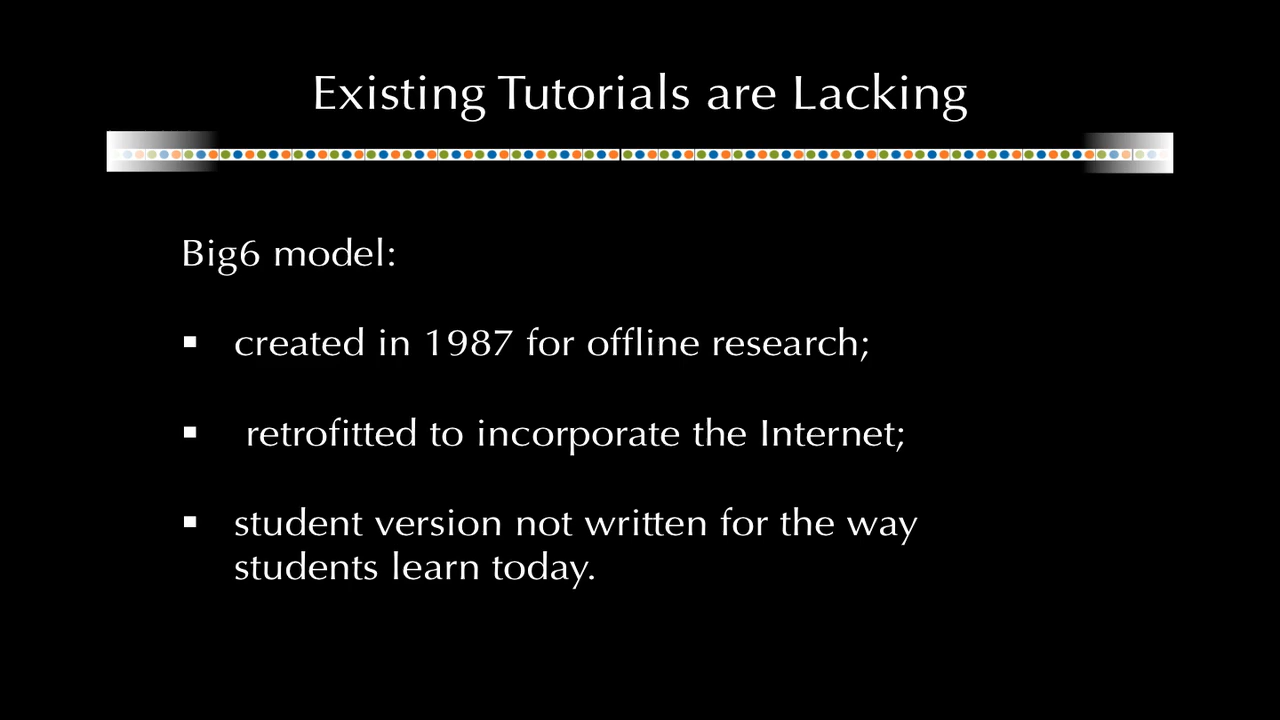 Existing Tutorials are Lacking
Big6 model:
▪ created in 1987 for offline research;
▪ retrofitted to incorporate the Internet;
▪ student version not written for the way
students learn today.